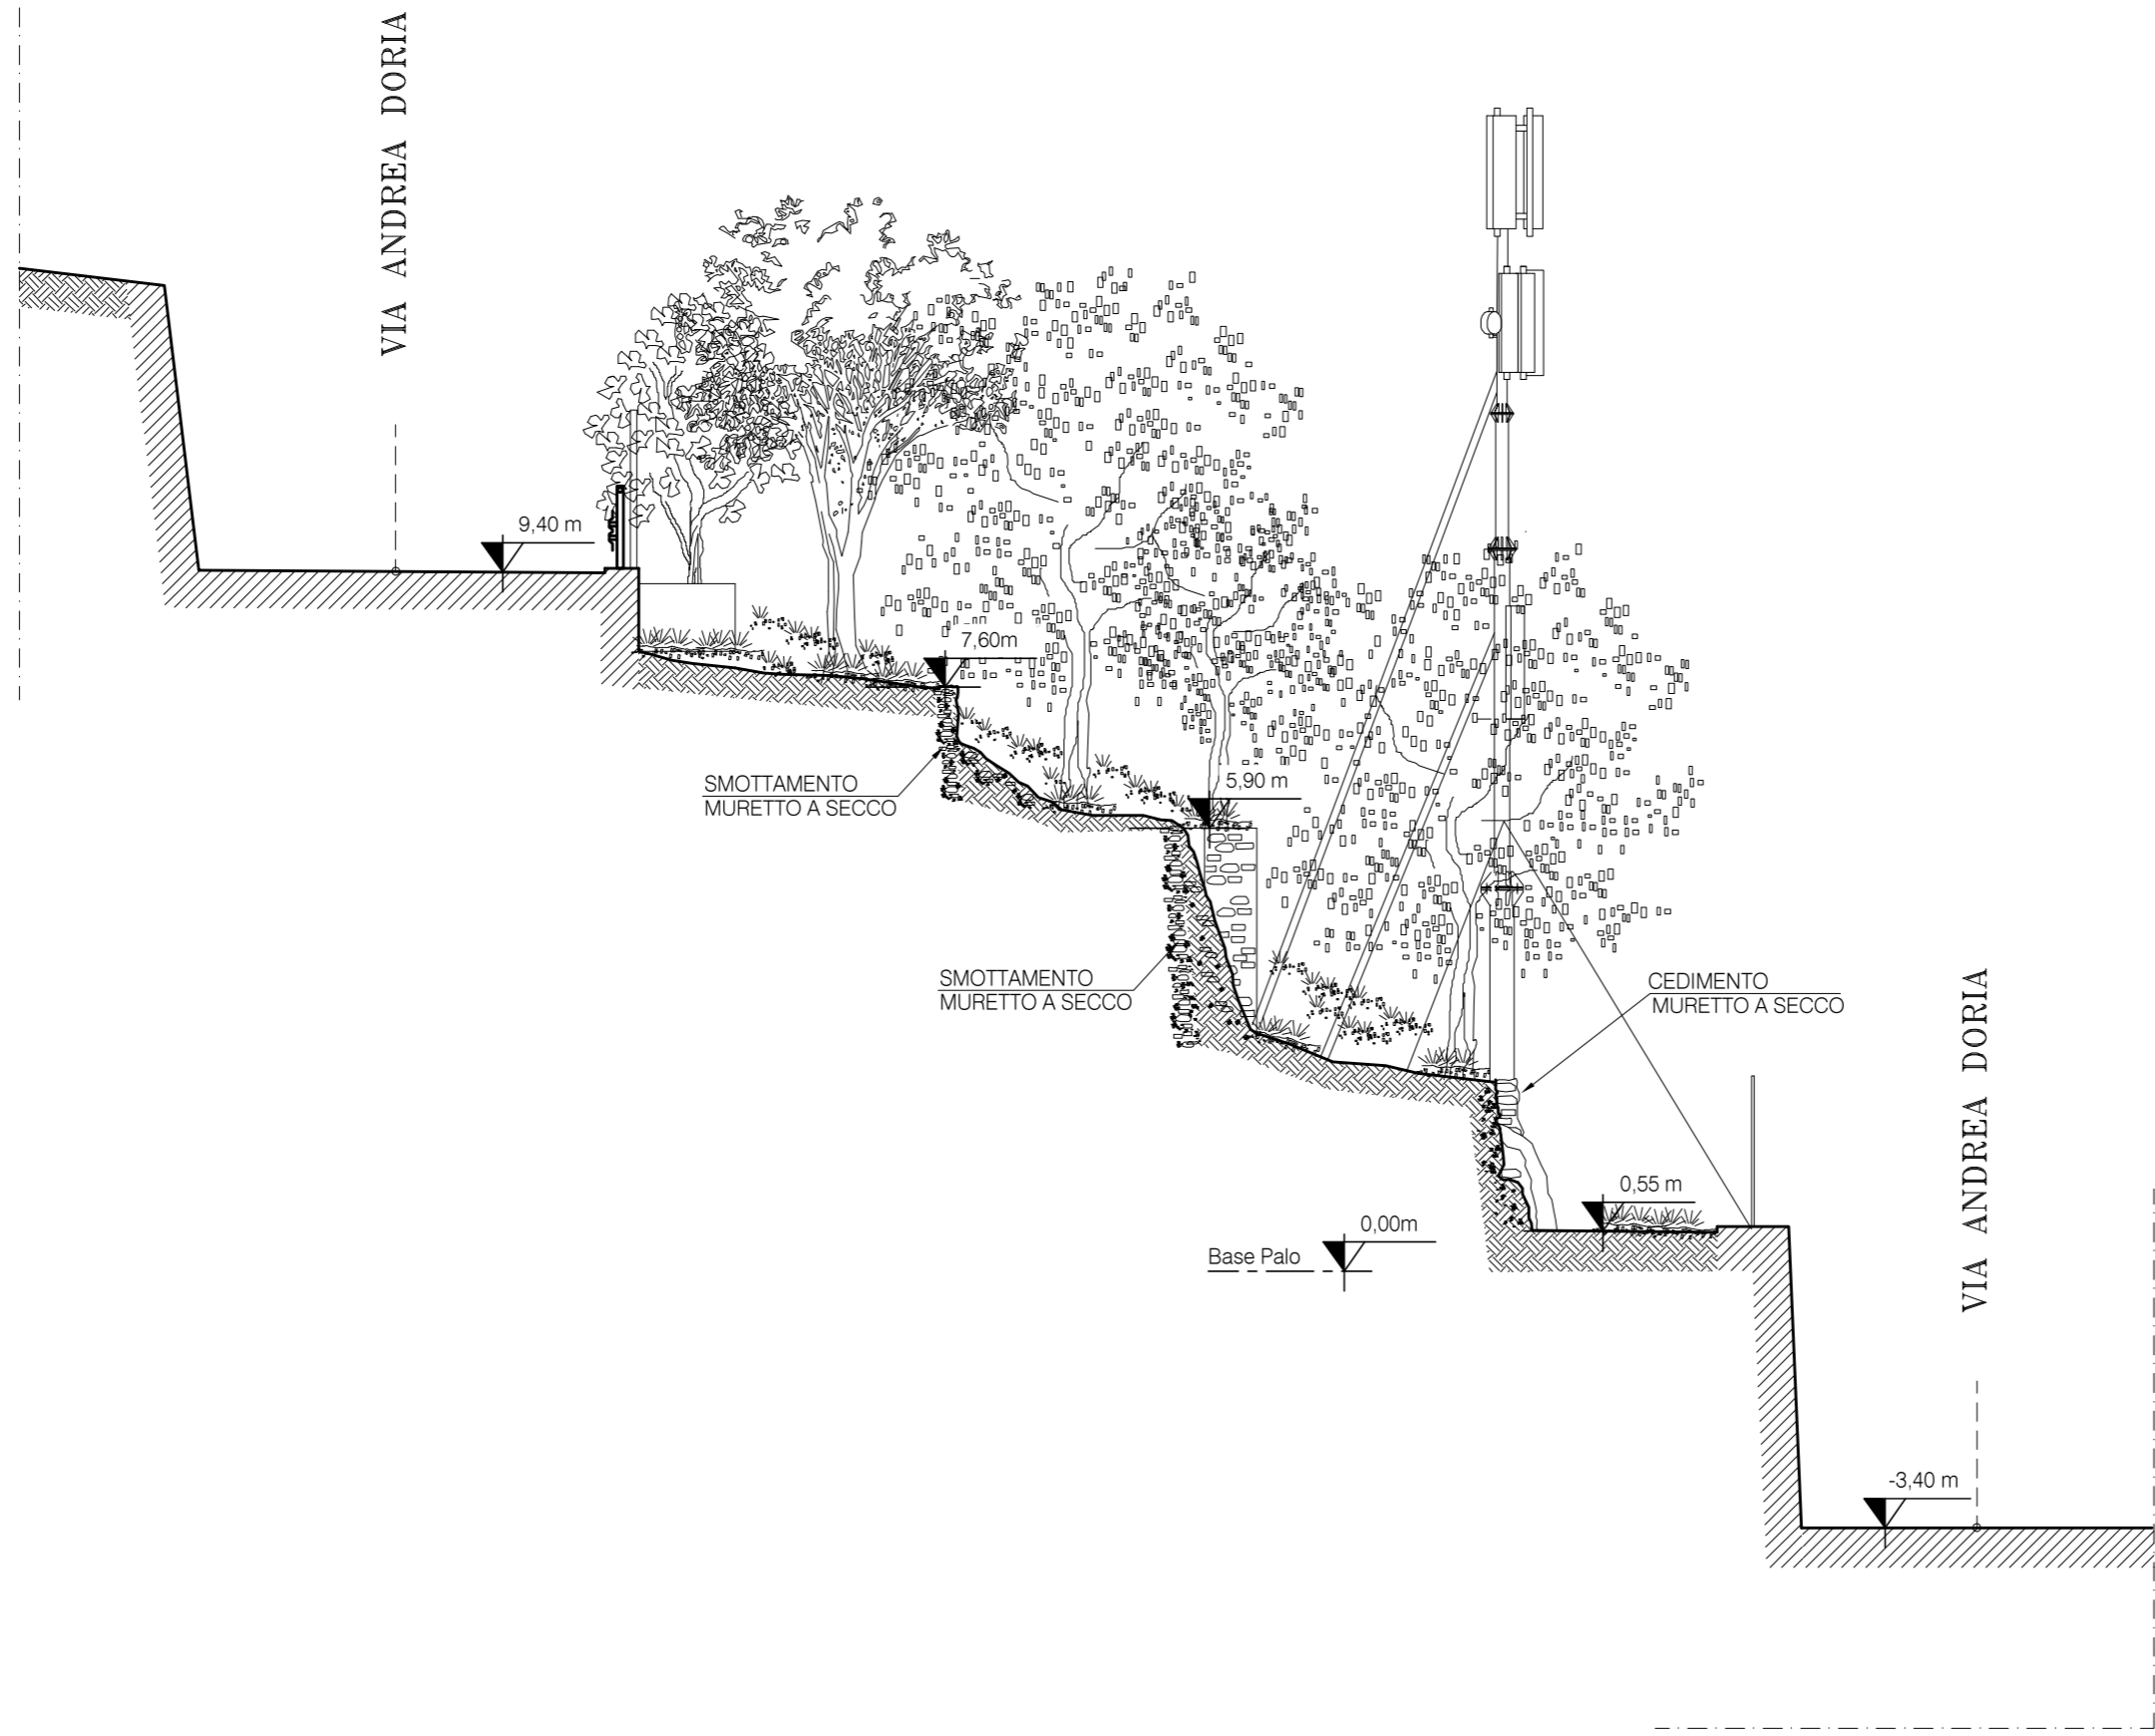 VIA ANDREA DORIA
9,40 m
7,60m
SMOTTAMENTO
MURETTO A SECCO
5,90 m
SMOTTAMENTO
MURETTO A SECCO
CEDIMENTO
MURETTO A SECCO
VIA ANDREA DORIA
0,55 m
0,00m
Base Palo
-3,40 m